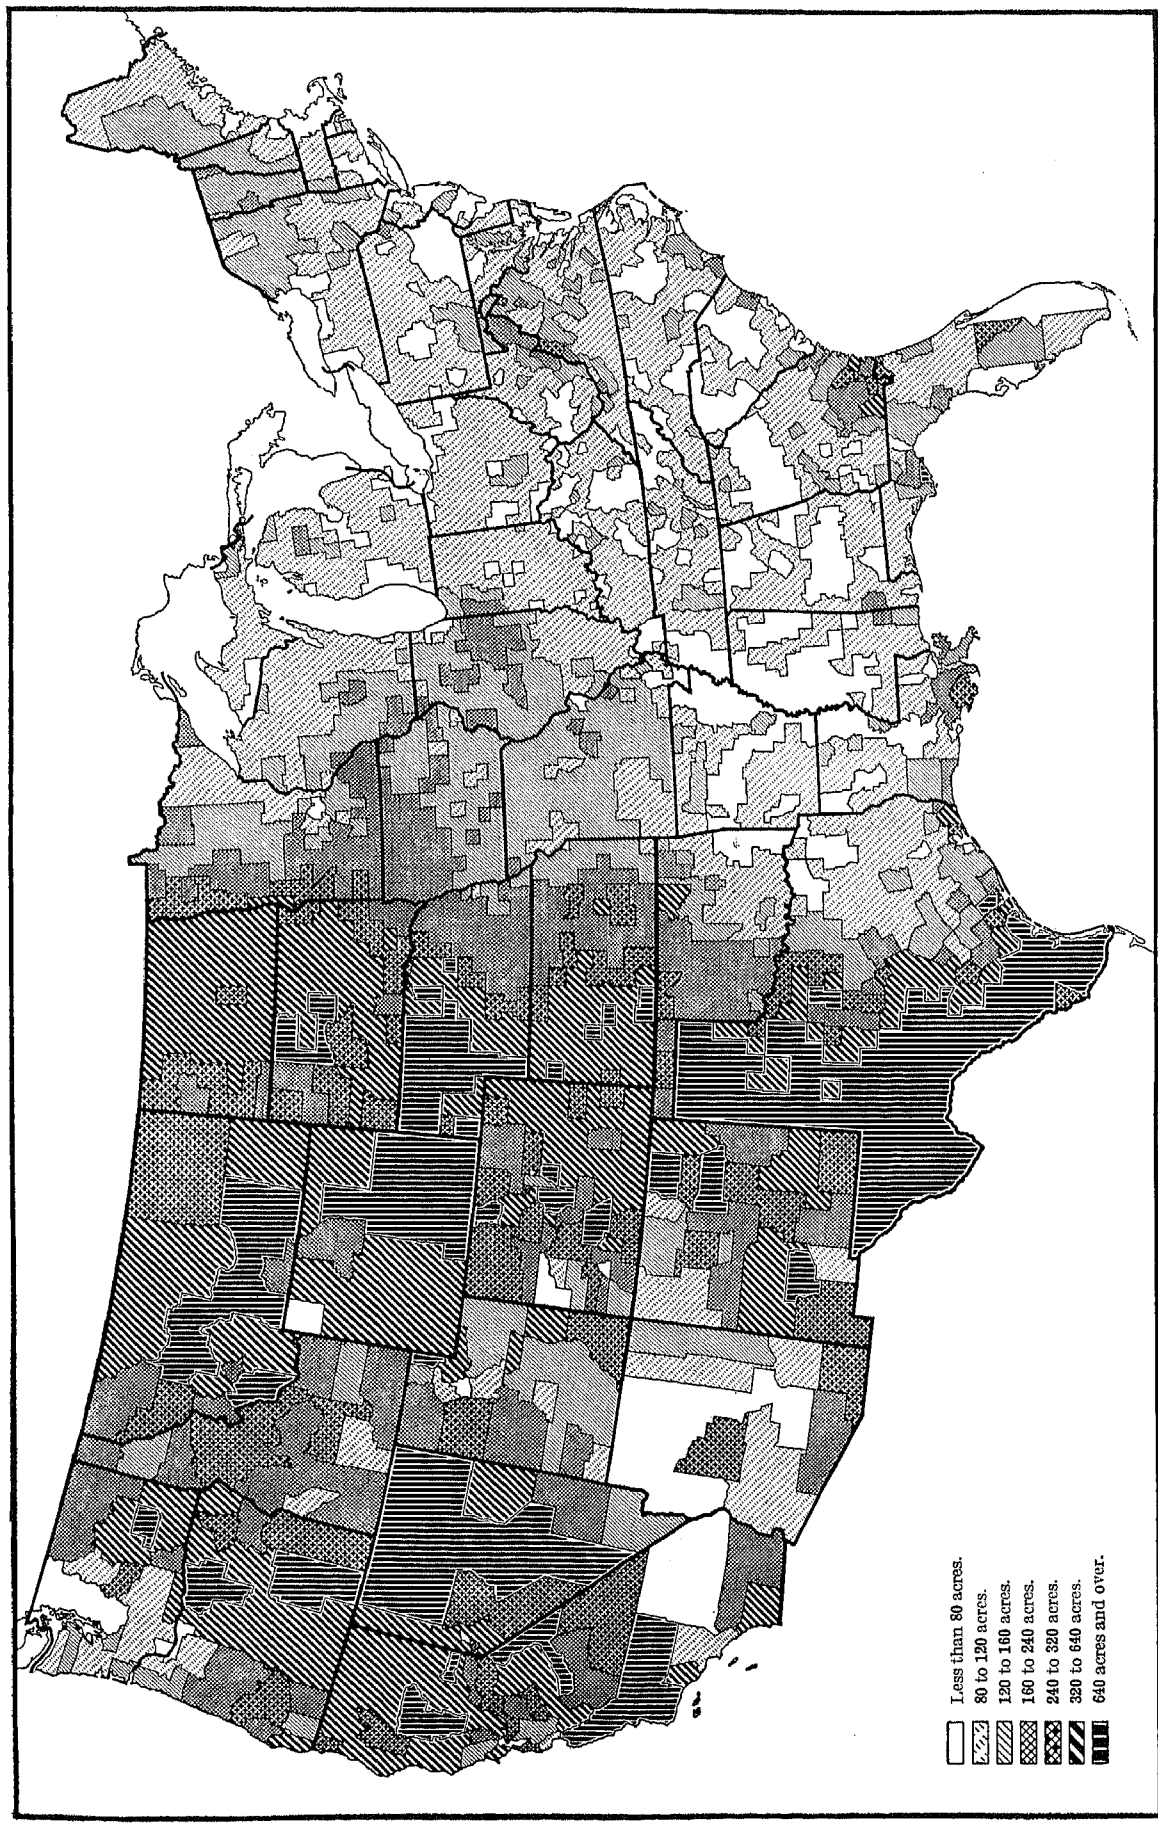 Less than 80 acres.
80 to 120 acres.
120 to 160 acres.
160 to 240 acres.
240 to 320 acres.
320 to 640 acres.
640 acres and over.